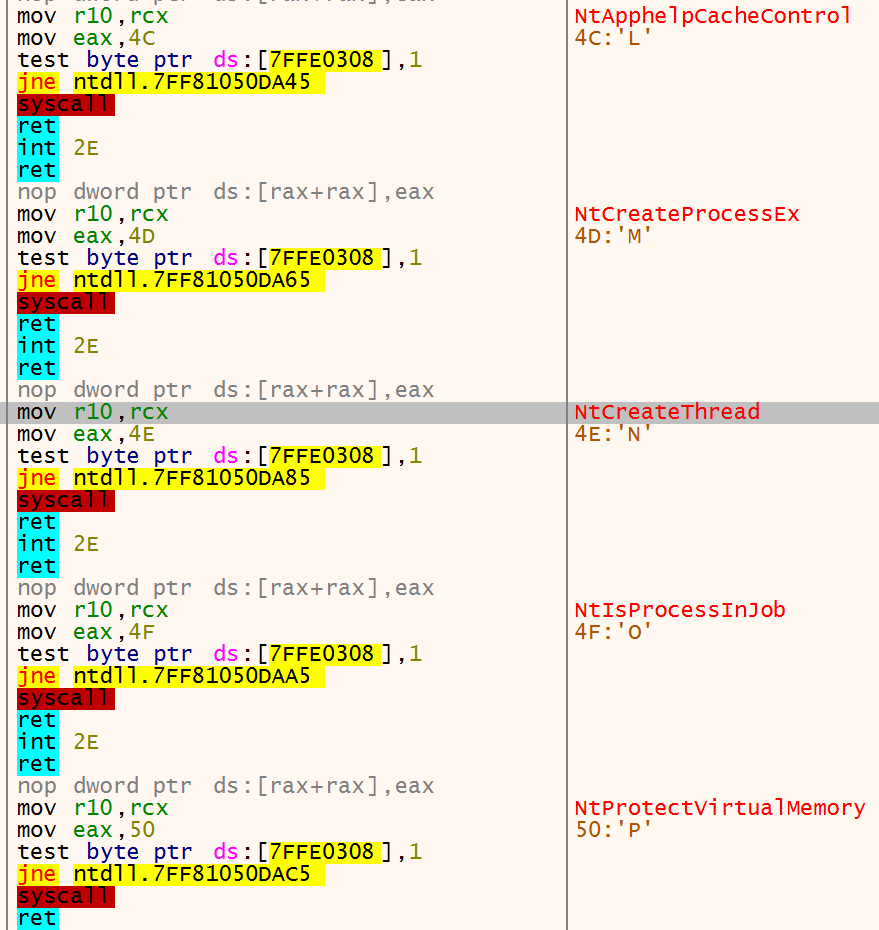 nop dword ptr ds:[rax+rax],eax
mov r10,rcx NtApphelpCacheControl
mov eax,4C 4C:'L'
test byte ptr ds:[7FFE0308],1
jne ntdll.7FF81050DA45
syscall
ret
int 2E
ret
nop dword ptr ds:[rax+rax],eax
mov r10,rcx NtCreateProcessEx
mov eax,4D 4D:'M'
test byte ptr ds:[7FFE0308],1
jne ntdll.7FF81050DA65
syscall
ret
int 2E
ret
nop dword ptr ds:[rax+rax],eax
mov r10,rcx NtCreateThread
mov eax,4E 4E:'N'
test byte ptr ds:[7FFE0308],1
jne ntdll.7FF81050DA85
syscall
ret
int 2E
ret
nop dword ptr ds:[rax+rax],eax
mov r10,rcx NtIsProcessInJob
mov eax,4F 4F:'O'
test byte ptr ds:[7FFE0308],1
jne ntdll.7FF81050DAA5
syscall
ret
int 2E
ret
nop dword ptr ds:[rax+rax],eax
mov r10,rcx NtProtectVirtualMemory
mov eax,50 50:'P'
test byte ptr ds:[7FFE0308],1
jne ntdll.7FF81050DAC5
syscall
ret